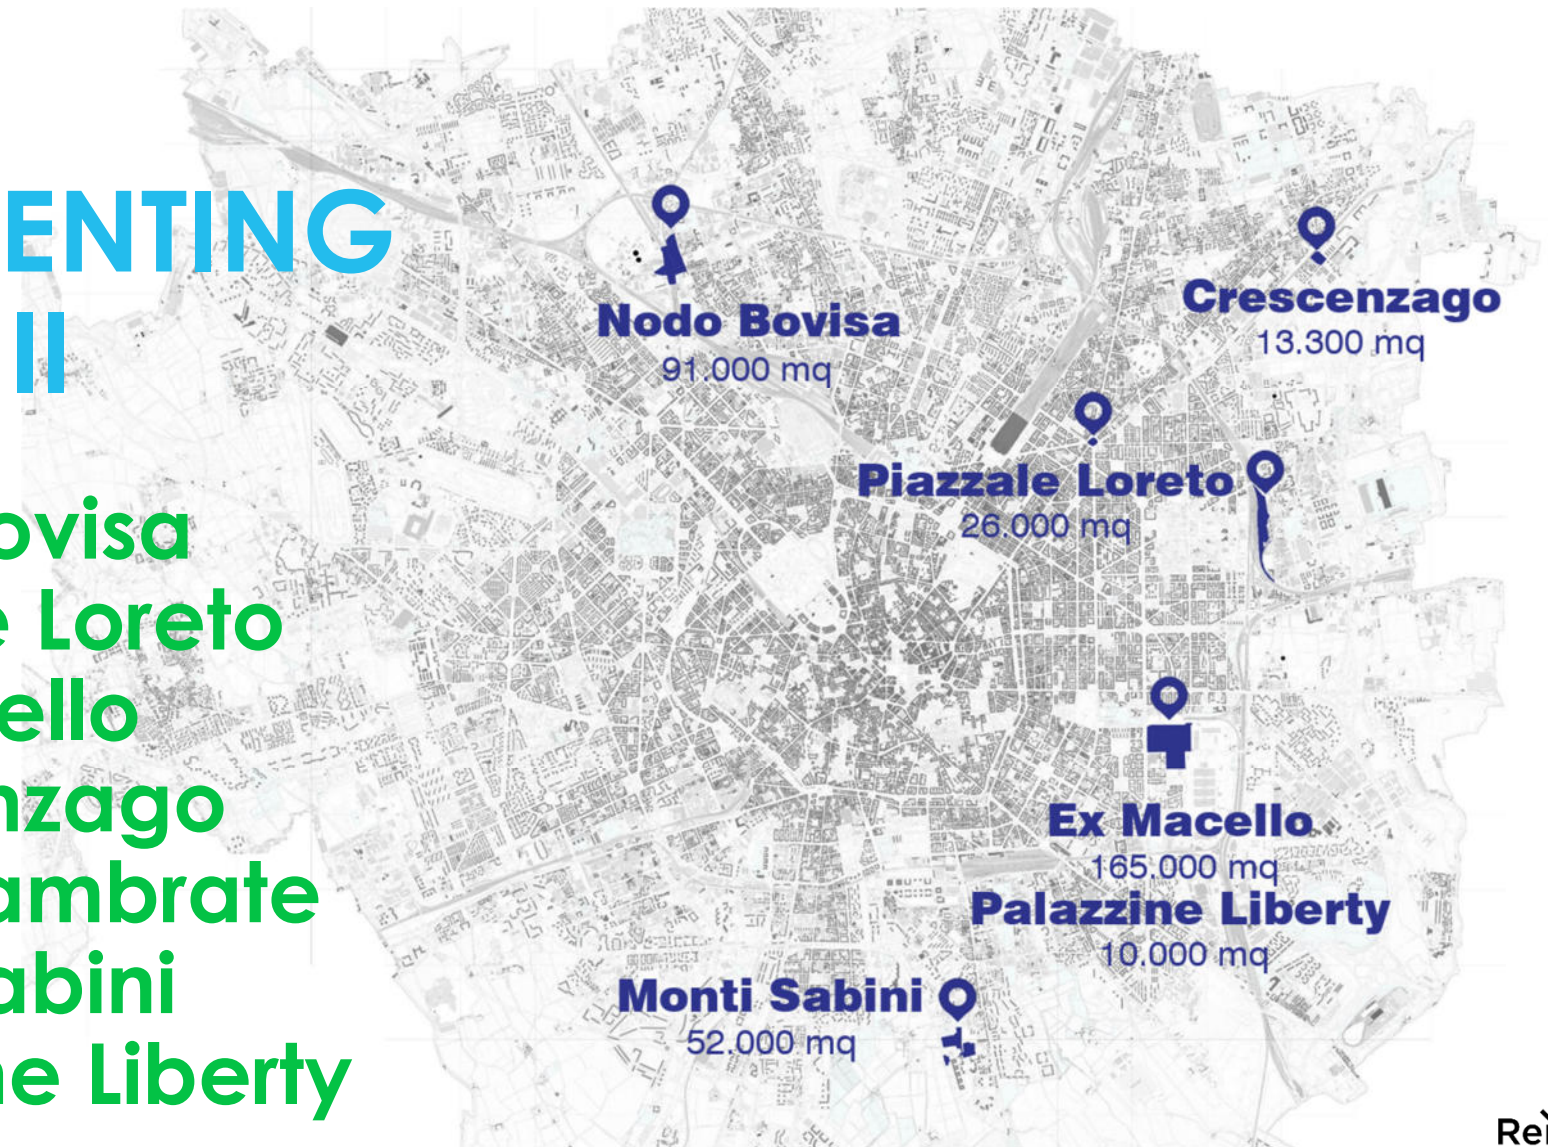 ENTING
II
ovisa
e Loreto
ello
nzago
ambrate
abini
ne Liberty
Nodo Bovisa
91.000 mq
Crescenzago
13.300 mq
Piazzale Loreto
26.000 mq
Ex Macello
165.000 mq
Palazzine Liberty
10.000 mq
Monti Sabini
52.000 mq
Rei